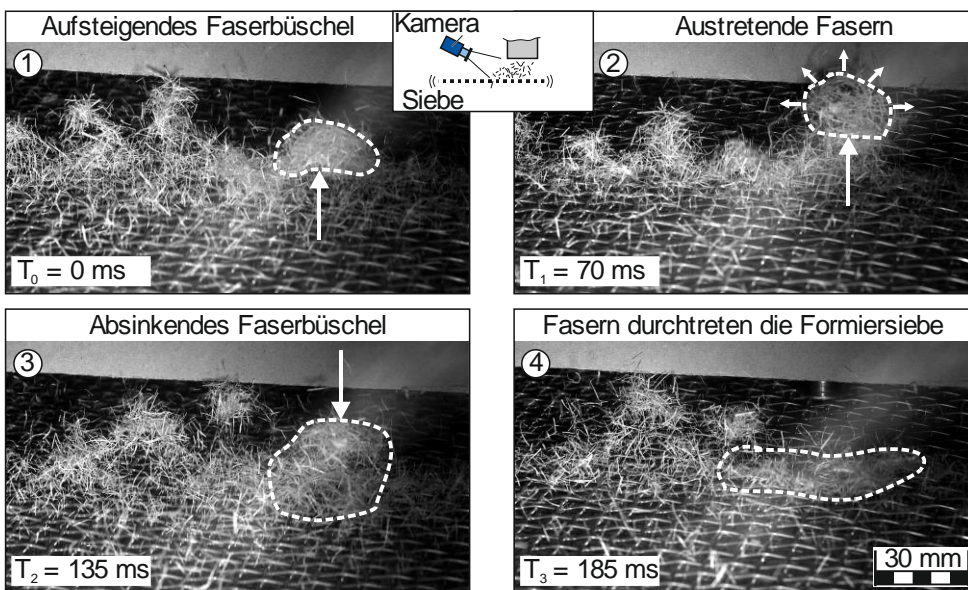 Aufsteigendes Faserbüschel
1
T0 = 0 ms
Kamera
Siebe
Austretende Fasern
2
T1 = 70 ms
Absinkendes Faserbüschel
3
T2 = 135 ms
Fasern durchtreten die Formiersiebe
4
T3 = 185 ms
30 mm